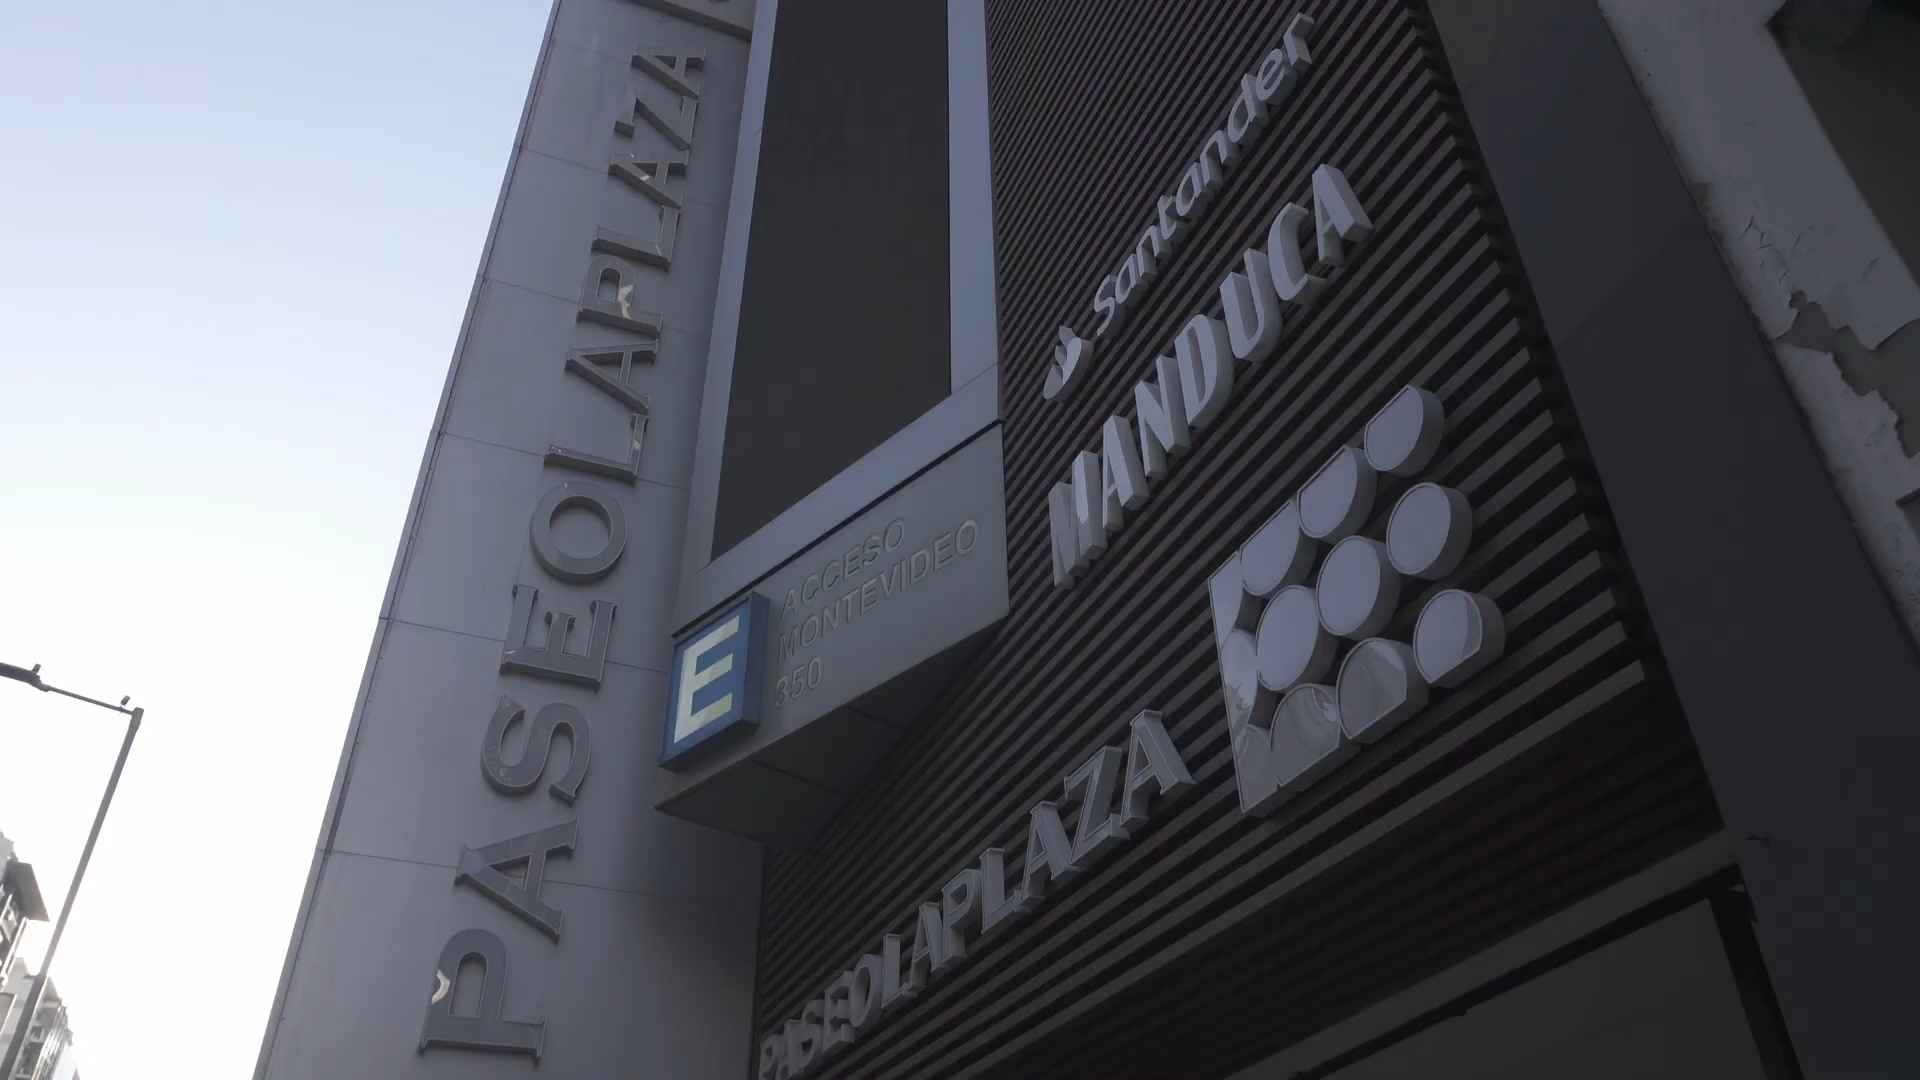 PASEOLAPLAZA
E
ACCESO
MONTEVIDEO
350
Santander
MANDUCA
PASEOLAPLAZA